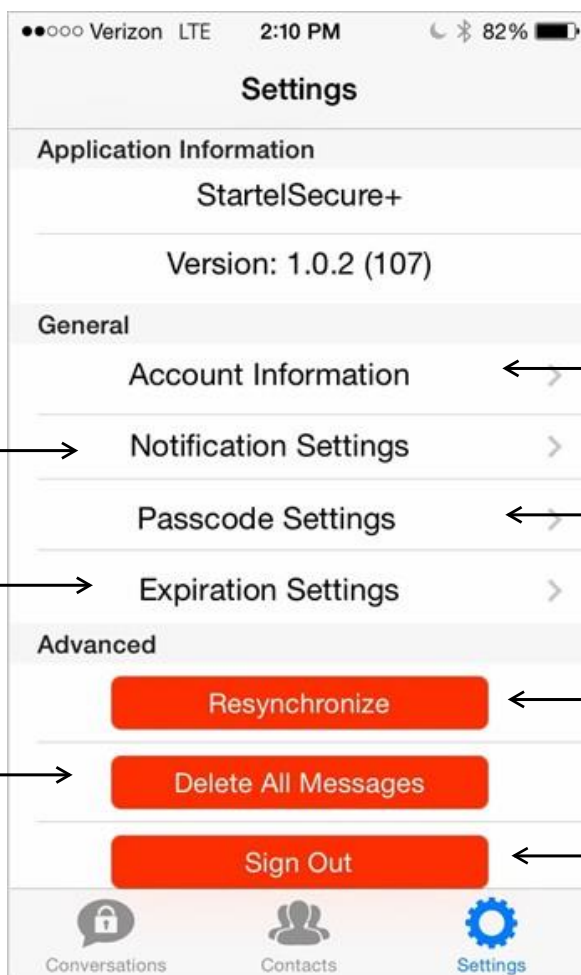 Verizon LTE 2:10 PM 82%
Settings
Application Information
StartelSecure+
Version: 1.0.2 (107)
General
Account Information
Notification Settings
Passcode Settings
Expiration Settings
Advanced
Resynchronize
Delete All Messages
Sign Out
Conversations Contacts Settings